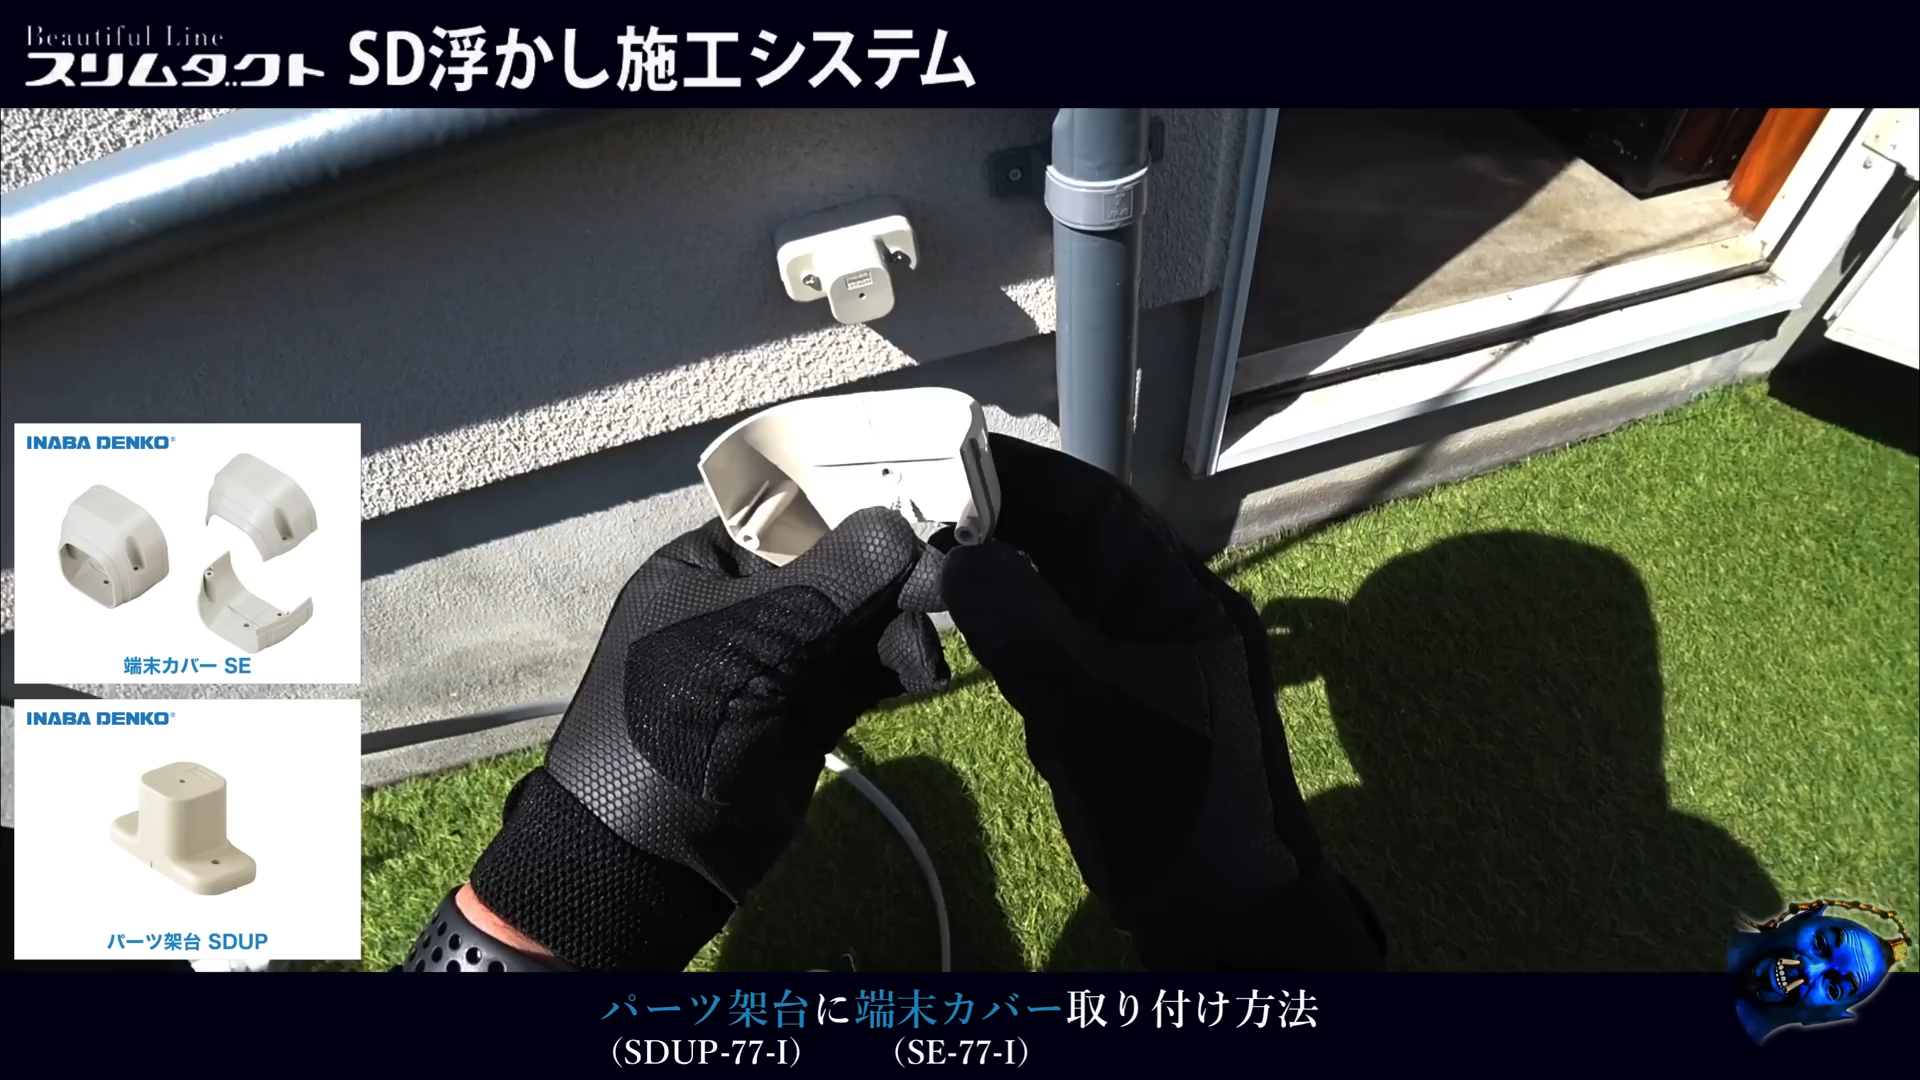 Beautiful Line
スリムダクト SD浮かし施工システム
INABA DENKO®
端末カバー SE
INABA DENKO®
パーツ架台 SDUP
パーツ架台に端末カバー取り付け方法
（SDUP-77-I） （SE-77-I）